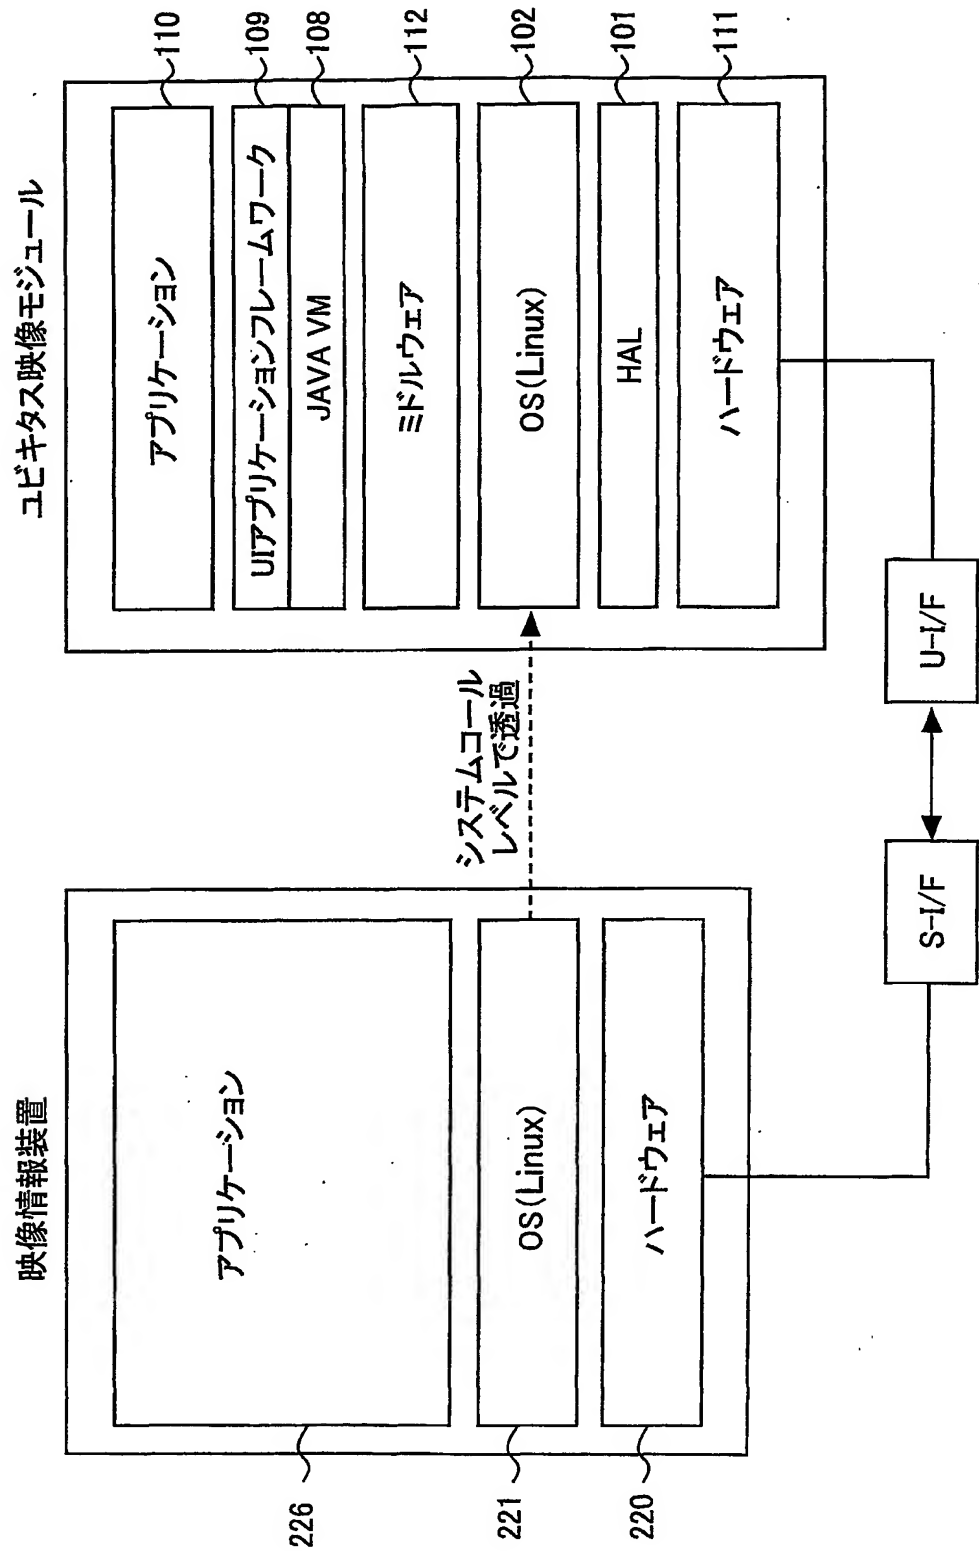 映像情報装置
アプリケーション
OS(Linux)
ハードウェア
226
221
220
システムコール
レベルで透過
S-I/F
U-I/F
ユビキタス映像モジュール
アプリケーション
UIアプリケーションフレームワーク
JAVA VM
ミドルウェア
OS(Linux)
HAL
ハードウェア
110
109
108
112
102
101
111